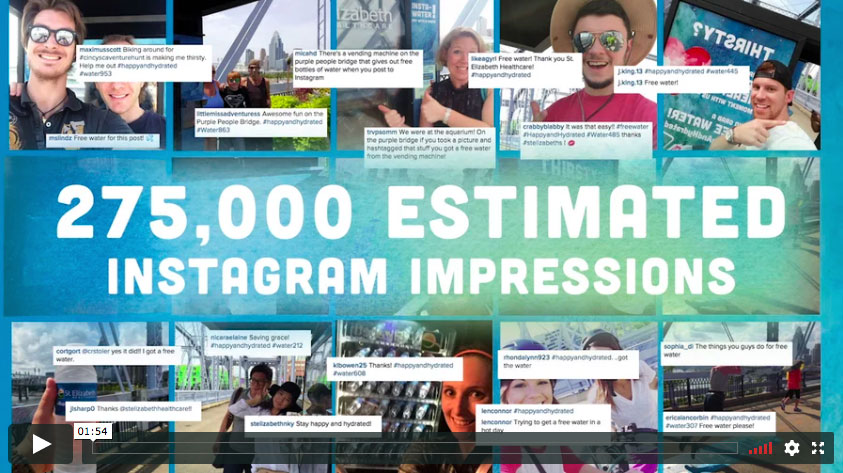 maximusscott Biking around for
#cincyscaventurehunt is making me thirsty.
Help me out #happyandhydrated
#water953
mslindz Free water for this post!
littlemissadventuress Awesome fun on the
Purple People Bridge. #happyandhydrated
#Water863
micahd There's a vending machine on the
purple people bridge that gives out free
bottles of water when you post to
Instagram
trvpsomm We were at the aquarium! On
the purple bridge if you took a picture and
hashtagged that stuff you got a free water
from the vending machine!
likeagyrl Free water! Thank you St.
Elizabeth Healthcare!
#happyandhydrated
crabbyblabby It was that easy!! #freewater
#HappyandHydrated #Water485 thanks
#stelizabeths !
j.king.13 #happyandhydrated #water445
j.king.13 Free water!
THIRSTY?
275,000 ESTIMATED
INSTAGRAM IMPRESSIONS
cortgort @crstoler yes it did!! I got a free
water.
jlsharp0 Thanks @stelizabethhealthcare!!
nicaraelaine Saving grace!
#happyandhydrated #water212
stelizabethnky Stay happy and hydrated!
klbowen25 Thanks! #happyandhydrated
#water608
rhondalynn923 #happyandhydrated. ..got
the water
lenconnor #happyandhydrated
lenconnor Trying to get a free water in a
hot day
sophia_di The things you guys do for free
water
ericalancorbin #happyandhydrated
#water307 Free water please!
01:54